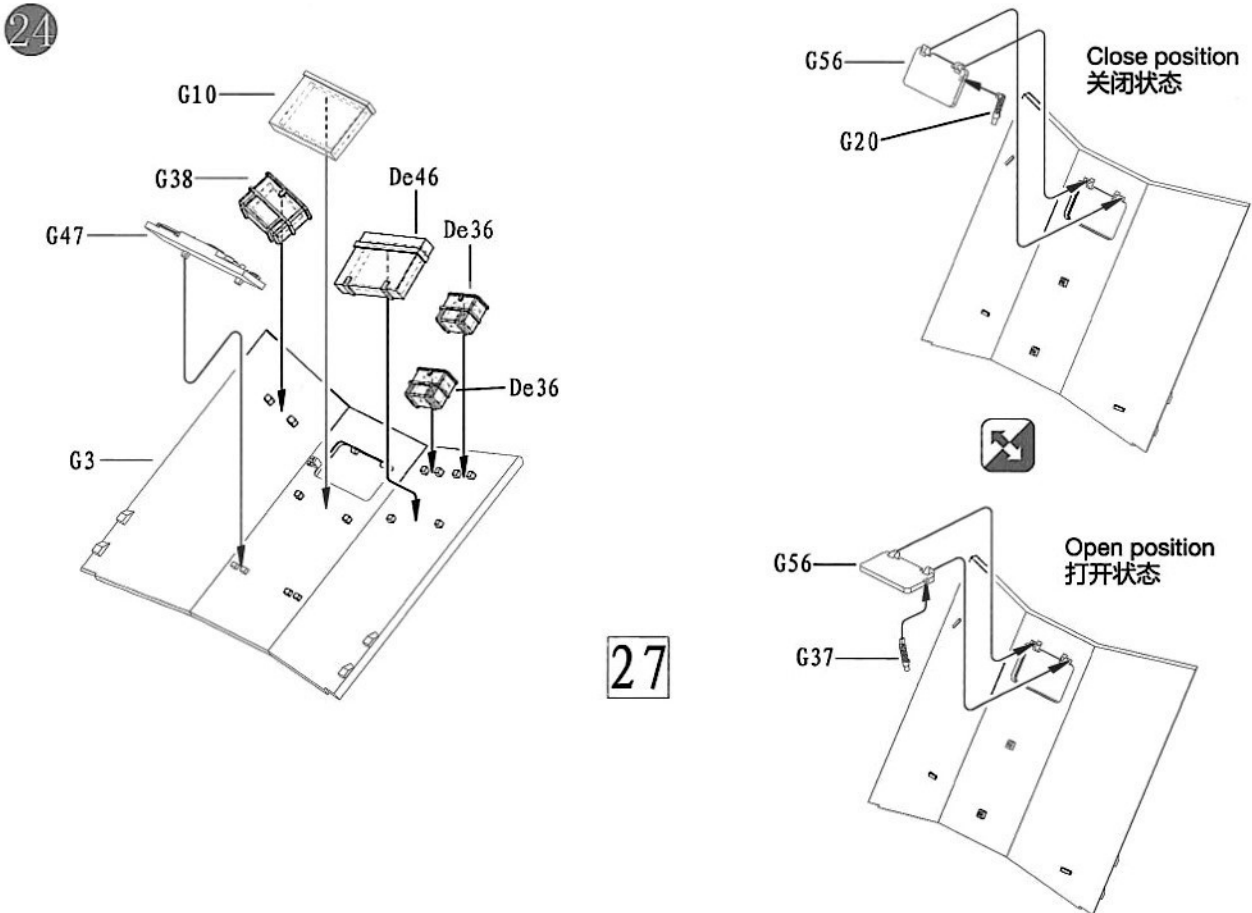 24
G10
G38
De46
G47
De36
De36
G3
27
G56
Close position
关闭状态
G20
G56
Open position
打开状态
G37